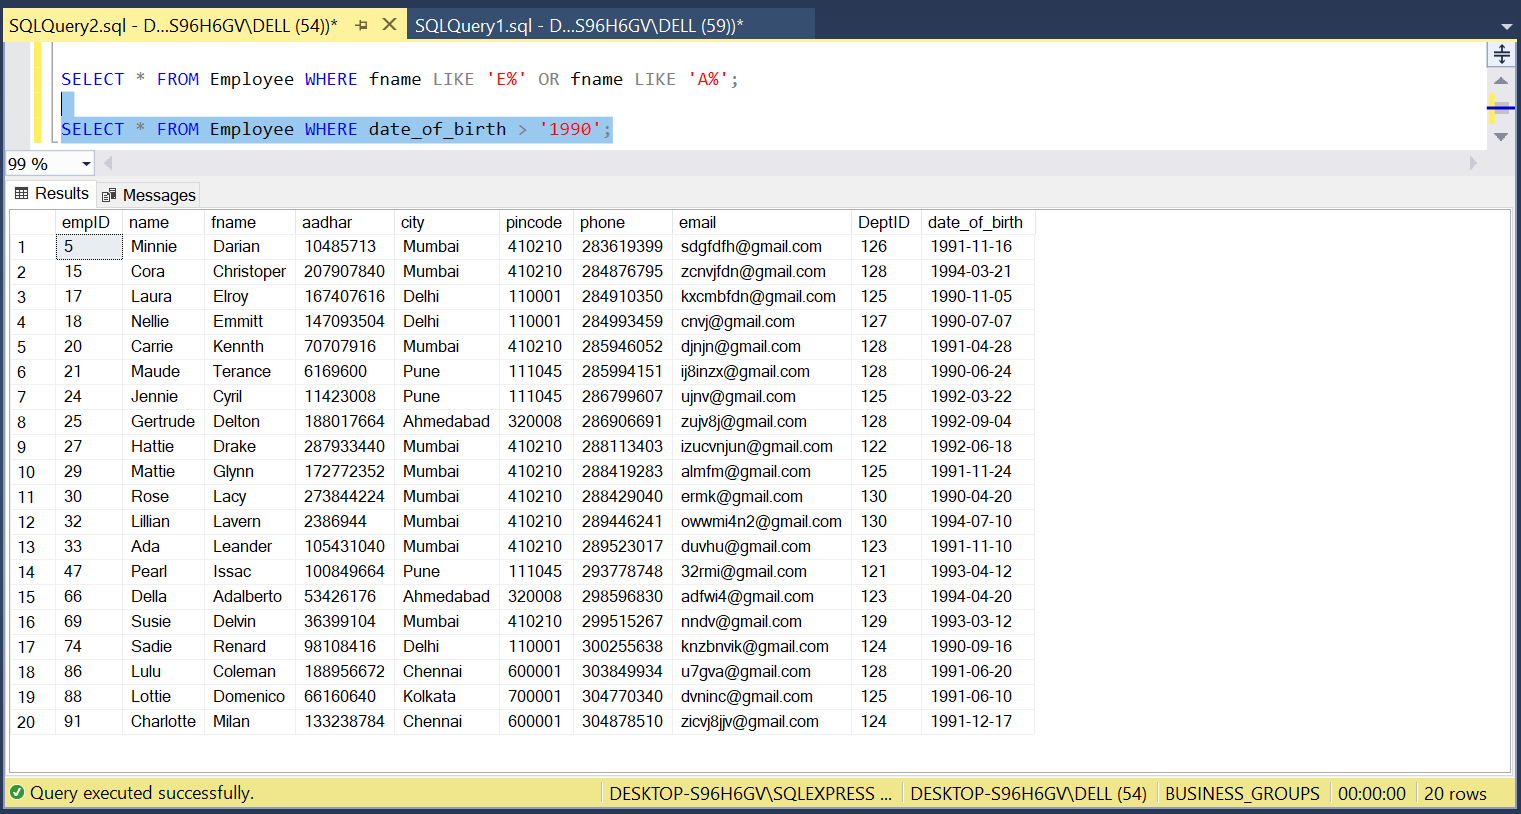 SQLQuery2.sql - D...S96H6GV\DELL (54))* SQLQuery1.sql - D...S96H6GV\DELL (59))*
SELECT * FROM Employee WHERE fname LIKE 'E%' OR fname LIKE 'A%';
SELECT * FROM Employee WHERE date_of_birth > '1990';
99 %
Results Messages
empID name fname aadhar city pincode phone email DeptID date_of_birth
1 5 Minnie Darian 10485713 Mumbai 410210 283619399 sdgfdfh@gmail.com 126 1991-11-16
2 15 Cora Christoper 207907840 Mumbai 410210 284876795 zcnvjfdn@gmail.com 128 1994-03-21
3 17 Laura Elroy 167407616 Delhi 110001 284910350 kxcmbfdn@gmail.com 125 1990-11-05
4 18 Nellie Emmitt 147093504 Delhi 110001 284993459 cnvj@gmail.com 127 1990-07-07
5 20 Carrie Kennth 70707916 Mumbai 410210 285946052 djnjn@gmail.com 128 1991-04-28
6 21 Maude Terance 6169600 Pune 111045 285994151 ij8inzx@gmail.com 128 1990-06-24
7 24 Jennie Cyril 11423008 Pune 111045 286799607 ujnv@gmail.com 125 1992-03-22
8 25 Gertrude Delton 188017664 Ahmedabad 320008 286906691 zujv8j@gmail.com 128 1992-09-04
9 27 Hattie Drake 287933440 Mumbai 410210 288113403 izucvnjun@gmail.com 122 1992-06-18
10 29 Mattie Glynn 172772352 Mumbai 410210 288419283 almfm@gmail.com 125 1991-11-24
11 30 Rose Lacy 273844224 Mumbai 410210 288429040 ermk@gmail.com 130 1990-04-20
12 32 Lillian Lavern 2386944 Mumbai 410210 289446241 owwmi4n2@gmail.com 130 1994-07-10
13 33 Ada Leander 105431040 Mumbai 410210 289523017 duvhu@gmail.com 123 1991-11-10
14 47 Pearl Issac 100849664 Pune 111045 293778748 32rmi@gmail.com 121 1993-04-12
15 66 Della Adalberto 53426176 Ahmedabad 320008 298596830 adfwi4@gmail.com 123 1994-04-20
16 69 Susie Delvin 36399104 Mumbai 410210 299515267 nndv@gmail.com 129 1993-03-12
17 74 Sadie Renard 98108416 Delhi 110001 300255638 knzbnvik@gmail.com 124 1990-09-16
18 86 Lulu Coleman 188956672 Chennai 600001 303849934 u7gva@gmail.com 128 1991-06-20
19 88 Lottie Domenico 66160640 Kolkata 700001 304770340 dvninc@gmail.com 125 1991-06-10
20 91 Charlotte Milan 133238784 Chennai 600001 304878510 zicvj8jjv@gmail.com 124 1991-12-17
Query executed successfully. DESKTOP-S96H6GV\SQLEXPRESS ... DESKTOP-S96H6GV\DELL (54) BUSINESS_GROUPS 00:00:00 20 rows